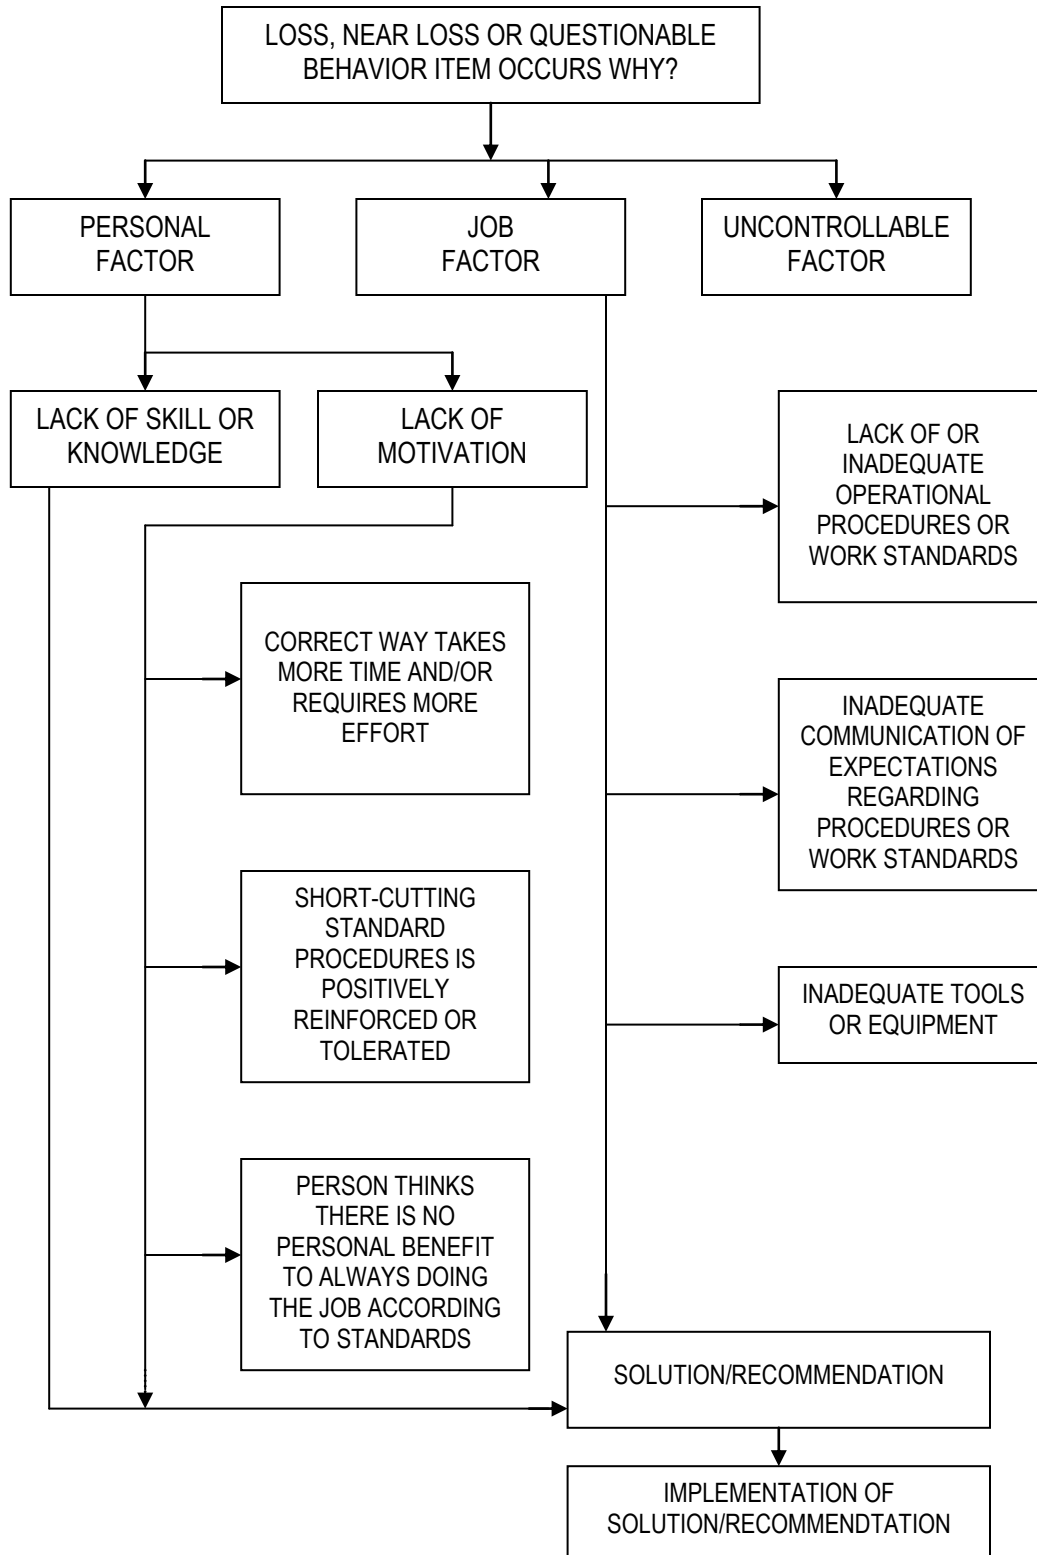 LOSS, NEAR LOSS OR QUESTIONABLE
BEHAVIOR ITEM OCCURS WHY?
PERSONAL
FACTOR
JOB
FACTOR
UNCONTROLLABLE
FACTOR
LACK OF SKILL OR
KNOWLEDGE
LACK OF
MOTIVATION
LACK OF OR
INADEQUATE
OPERATIONAL
PROCEDURES OR
WORK STANDARDS
CORRECT WAY TAKES
MORE TIME AND/OR
REQUIRES MORE
EFFORT
INADEQUATE
COMMUNICATION OF
EXPECTATIONS
REGARDING
PROCEDURES OR
WORK STANDARDS
SHORT-CUTTING
STANDARD
PROCEDURES IS
POSITIVELY
REINFORCED OR
TOLERATED
INADEQUATE TOOLS
OR EQUIPMENT
PERSON THINKS
THERE IS NO
PERSONAL BENEFIT
TO ALWAYS DOING
THE JOB ACCORDING
TO STANDARDS
SOLUTION/RECOMMENDATION
IMPLEMENTATION OF
SOLUTION/RECOMMENDTATION